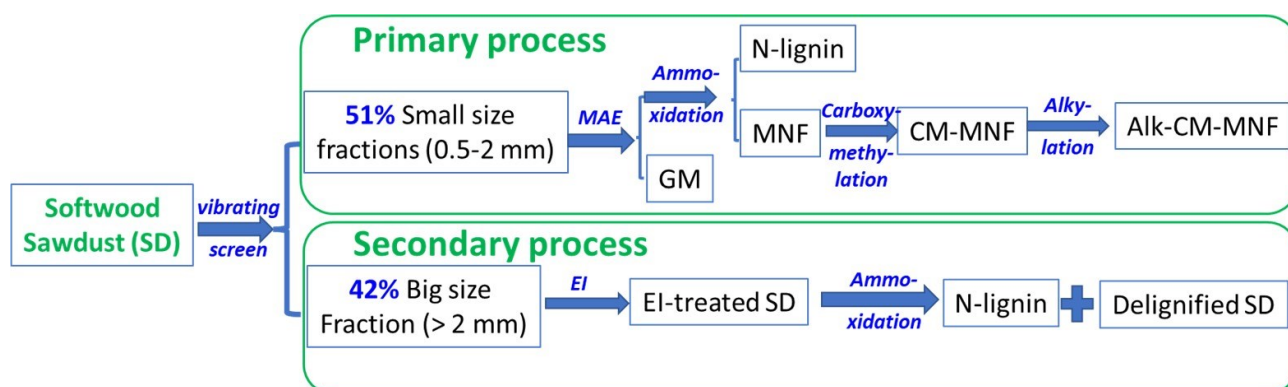 Primary process
51% Small size
fractions (0.5-2 mm)
MAE
Ammo-
xidation
N-lignin
MNF
GM
Carboxy-
methy-
lation
CM-MNF
Alky-
lation
Alk-CM-MNF
Softwood
Sawdust (SD)
vibrating
screen
Secondary process
42% Big size
Fraction (> 2 mm)
EI
EI-treated SD
Ammo-
xidation
N-lignin
Delignified SD